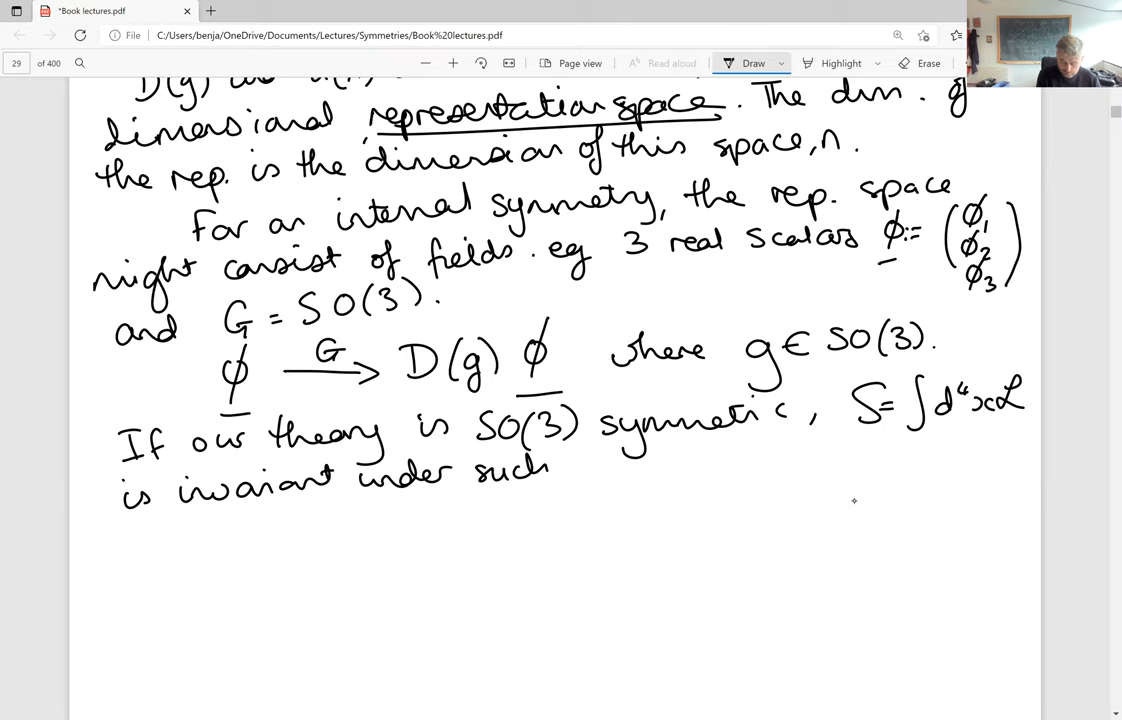 *Book lectures.pdf
File C:/Users/benja/OneDrive/Documents/Lectures/Symmetries/Book%20lectures.pdf
29 of 400 Page view Read aloud Draw Highlight Erase
D(g)
dimensional representation space. The dim. of
the rep. is the dimension of this space, n.
For an internal symmetry, the rep. space
might consist of fields. eg 3 real scalars ϕ := (ϕ1 ϕ2 ϕ3)
and G = SO(3).
ϕ G→ D(g) ϕ where g ∈ SO(3).
If our theory is SO(3) symmetric, S = ∫d⁴x ℒ
is invariant under such